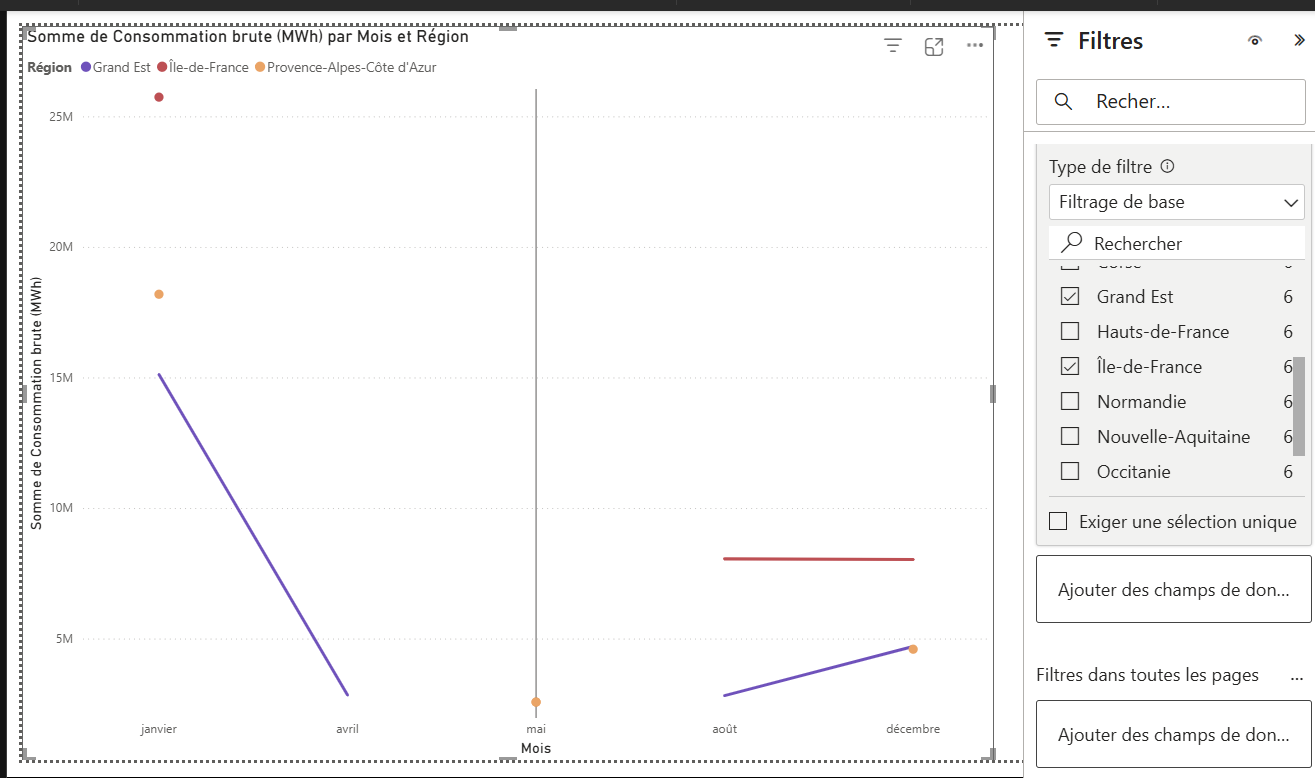 Somme de Consommation brute (MWh) par Mois et Région
Région Grand Est Île-de-France Provence-Alpes-Côte d'Azur
25M
20M
15M
10M
5M
Somme de Consommation brute (MWh)
janvier avril mai août décembre
Mois
Filtres
Recher...
Type de filtre
Filtrage de base
Rechercher
Grand Est 6
Hauts-de-France 6
Île-de-France 6
Normandie 6
Nouvelle-Aquitaine 6
Occitanie 6
Exiger une sélection unique
Ajouter des champs de don...
Filtres dans toutes les pages ...
Ajouter des champs de don...